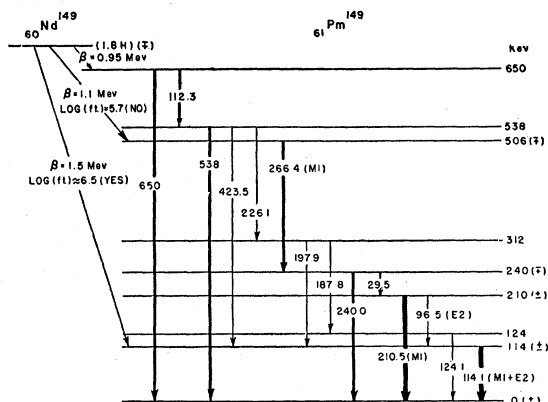 60Nd149
61Pm149
(1.8H) (∓)
kev
β=0.95 Mev
650
112.3
β=1.1 Mev
LOG(ft)≈5.7(NO)
538
506(∓)
β=1.5 Mev
LOG(ft)≈6.5(YES)
650
538
423.5
226.1
266.4(M1)
312
197.9
187.8
240(∓)
29.5
210(±)
240.0
96.5(E2)
124
210.5(M1)
124.1
114(±)
114.1(M1+E2)
0(±)